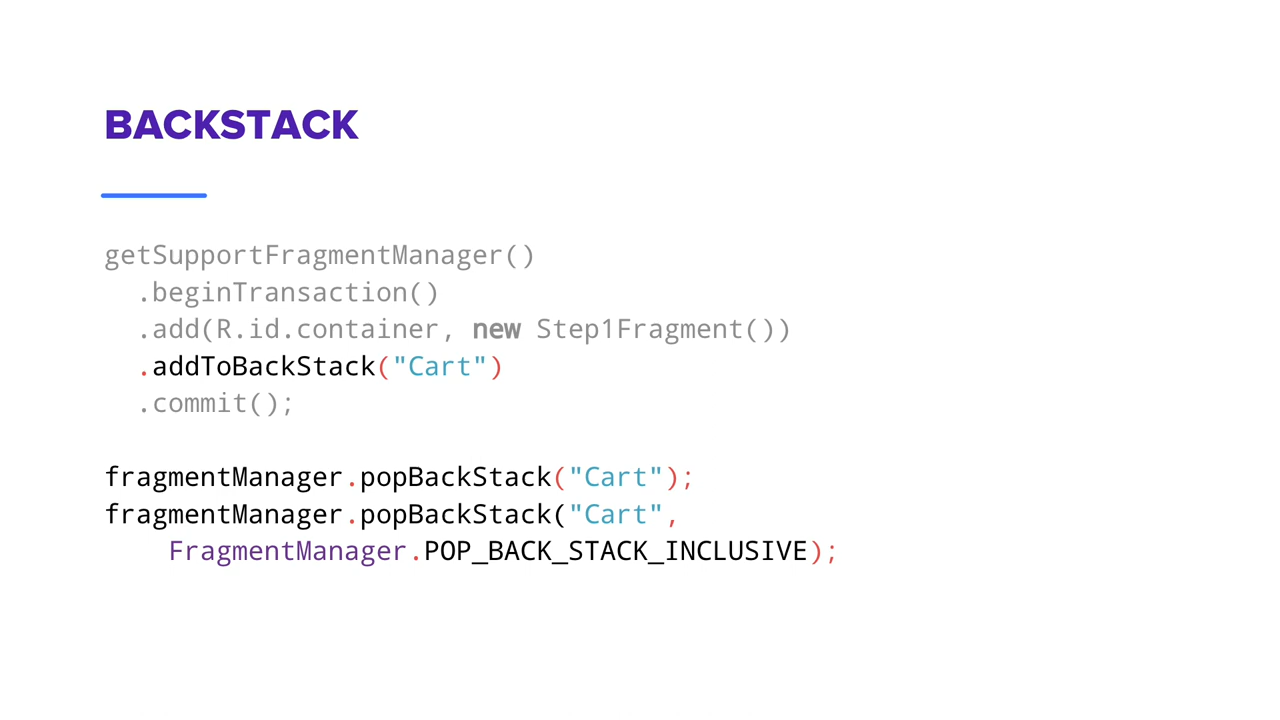 BACKSTACK
getSupportFragmentManager()
.beginTransaction()
.add(R.id.container, new Step1Fragment())
.addToBackStack("Cart")
.commit();
fragmentManager.popBackStack("Cart");
fragmentManager.popBackStack("Cart",
FragmentManager.POP_BACK_STACK_INCLUSIVE);